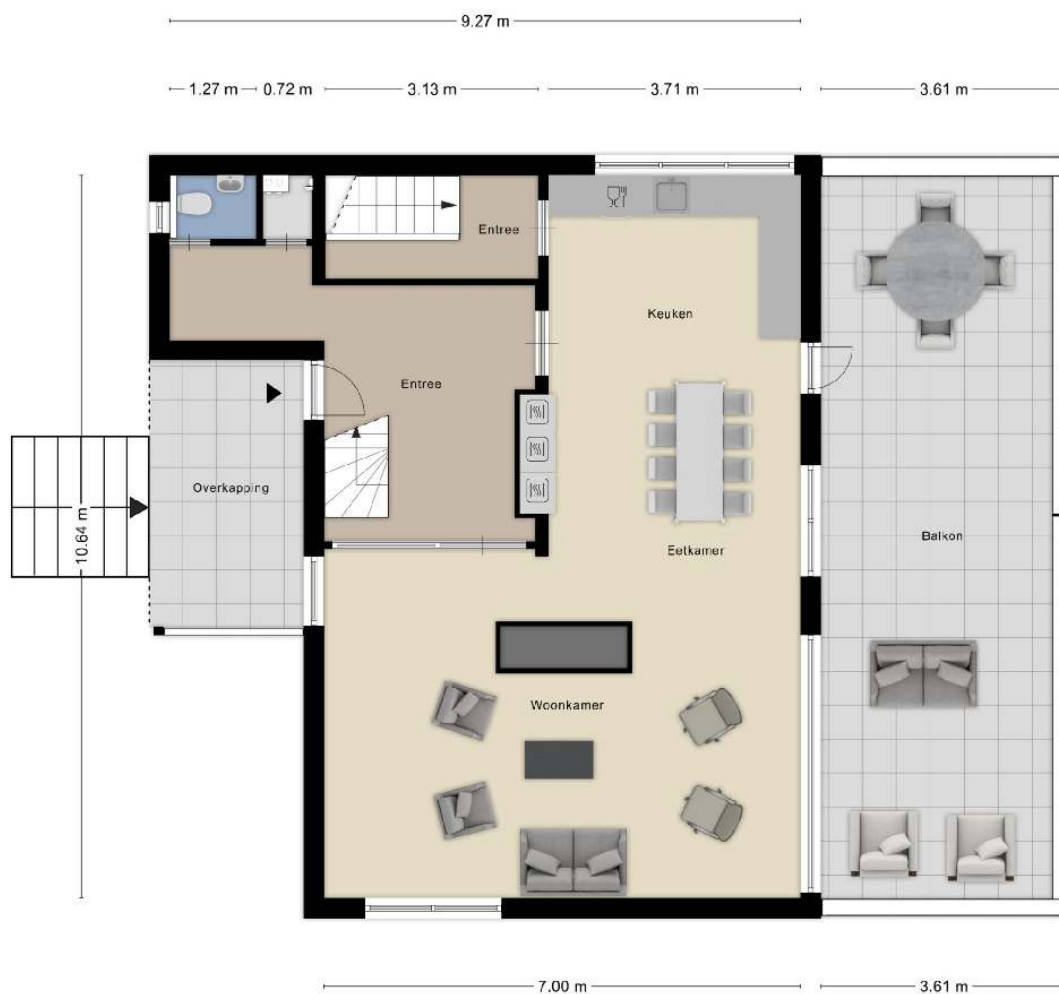 9.27 m
1.27 m 0.72 m 3.13 m 3.71 m 3.61 m
Entree
Keuken
Entree
Overkapping
10.64 m
Balkon
Eetkamer
Woonkamer
7.00 m 3.61 m